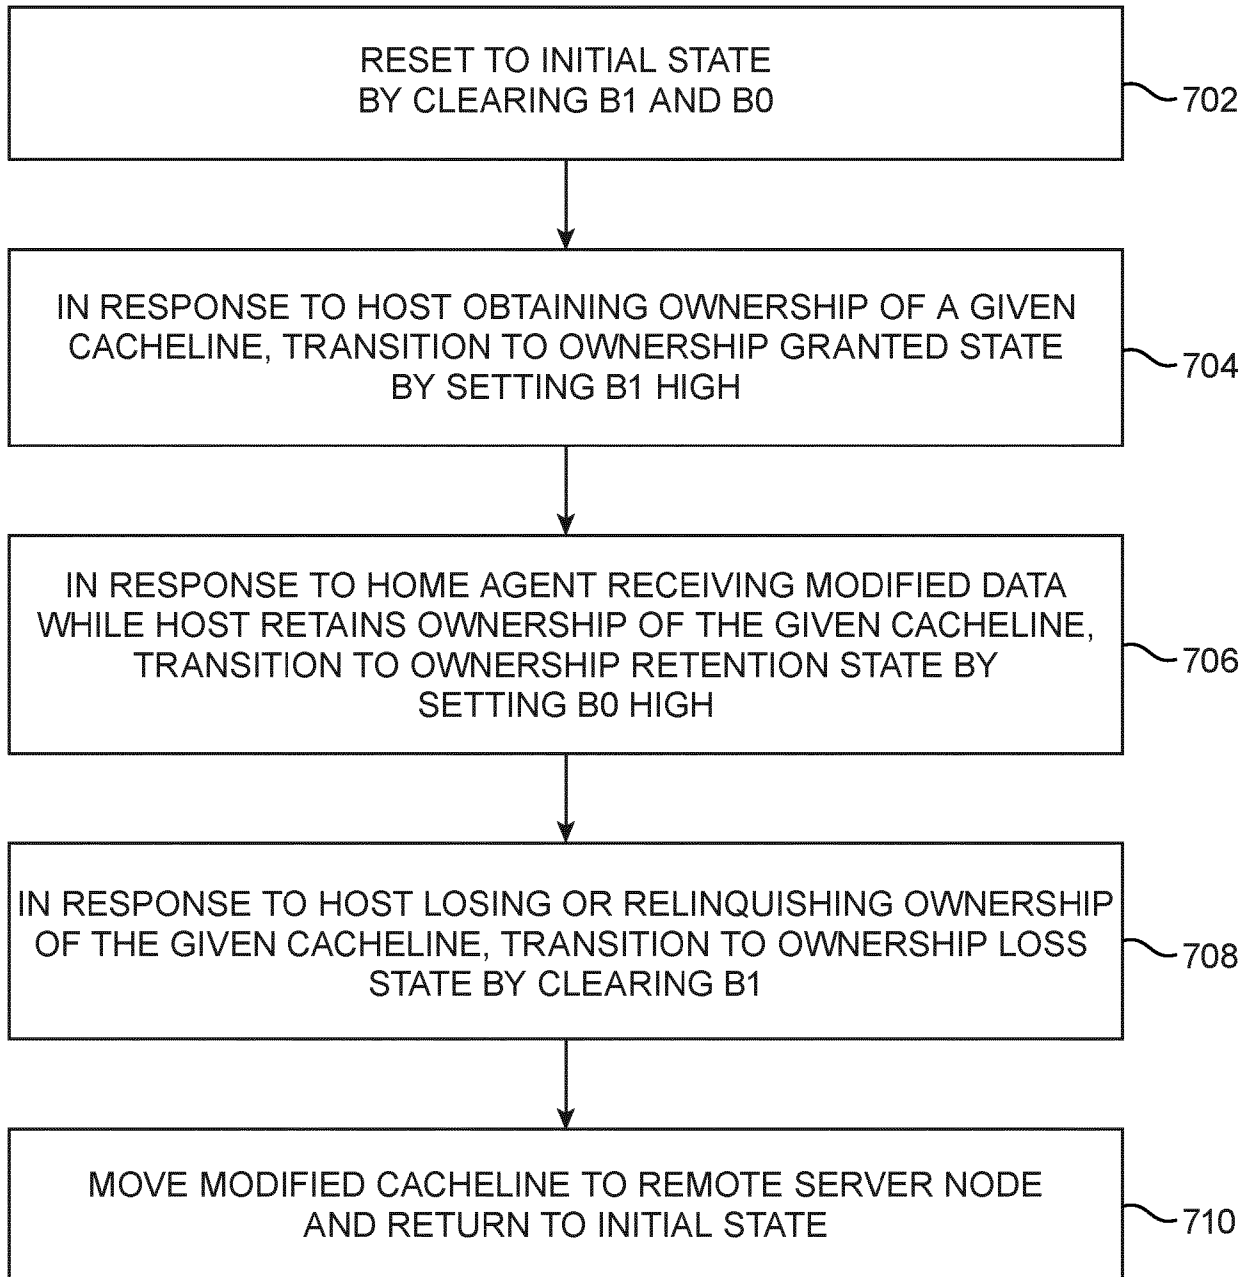 RESET TO INITIAL STATE
BY CLEARING B1 AND B0
702
IN RESPONSE TO HOST OBTAINING OWNERSHIP OF A GIVEN
CACHELINE, TRANSITION TO OWNERSHIP GRANTED STATE
BY SETTING B1 HIGH
704
IN RESPONSE TO HOME AGENT RECEIVING MODIFIED DATA
WHILE HOST RETAINS OWNERSHIP OF THE GIVEN CACHELINE,
TRANSITION TO OWNERSHIP RETENTION STATE BY
SETTING B0 HIGH
706
IN RESPONSE TO HOST LOSING OR RELINQUISHING OWNERSHIP
OF THE GIVEN CACHELINE, TRANSITION TO OWNERSHIP LOSS
STATE BY CLEARING B1
708
MOVE MODIFIED CACHELINE TO REMOTE SERVER NODE
AND RETURN TO INITIAL STATE
710